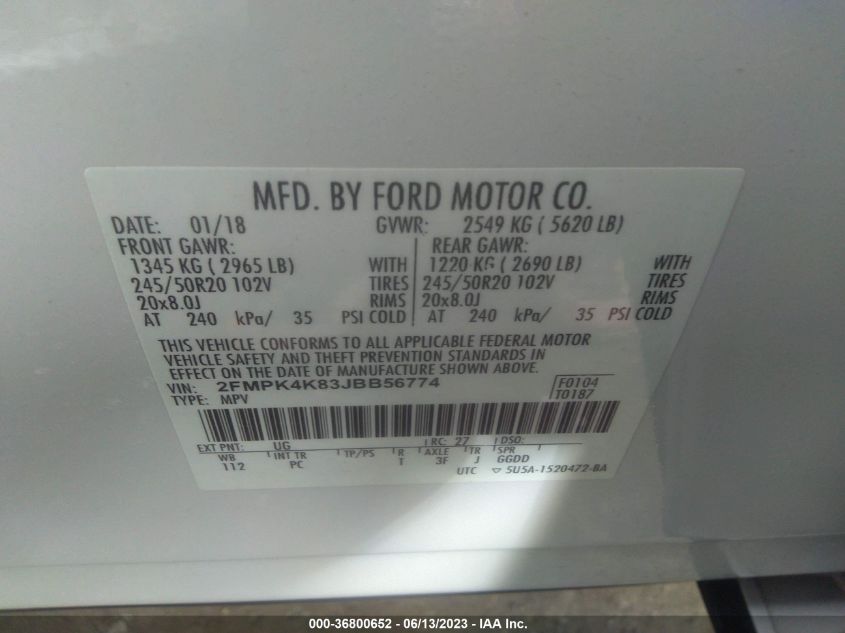 MFD. BY FORD MOTOR CO.
DATE: 01/18 GVWR: 2549 KG ( 5620 LB)
FRONT GAWR: REAR GAWR:
1345 KG ( 2965 LB) WITH 1220 KG ( 2690 LB) WITH
245/50R20 102V TIRES 245/50R20 102V TIRES
20x8.0J RIMS 20x8.0J RIMS
AT 240 kPa/ 35 PSI COLD AT 240 kPa/ 35 PSI COLD
THIS VEHICLE CONFORMS TO ALL APPLICABLE FEDERAL MOTOR
VEHICLE SAFETY AND THEFT PREVENTION STANDARDS IN
EFFECT ON THE DATE OF MANUFACTURE SHOWN ABOVE.
VIN: 2FMPK4K83JBB56774 F0104
TYPE: MPV T0187
EXT PNT: UG RC: 27 DSO:
WB INT TR TP/PS R AXLE TR SPR
112 PC T 3F J GGDD
UTC ▽ 5U5A-1520472-BA
000-36800652 - 06/13/2023 - IAA Inc.